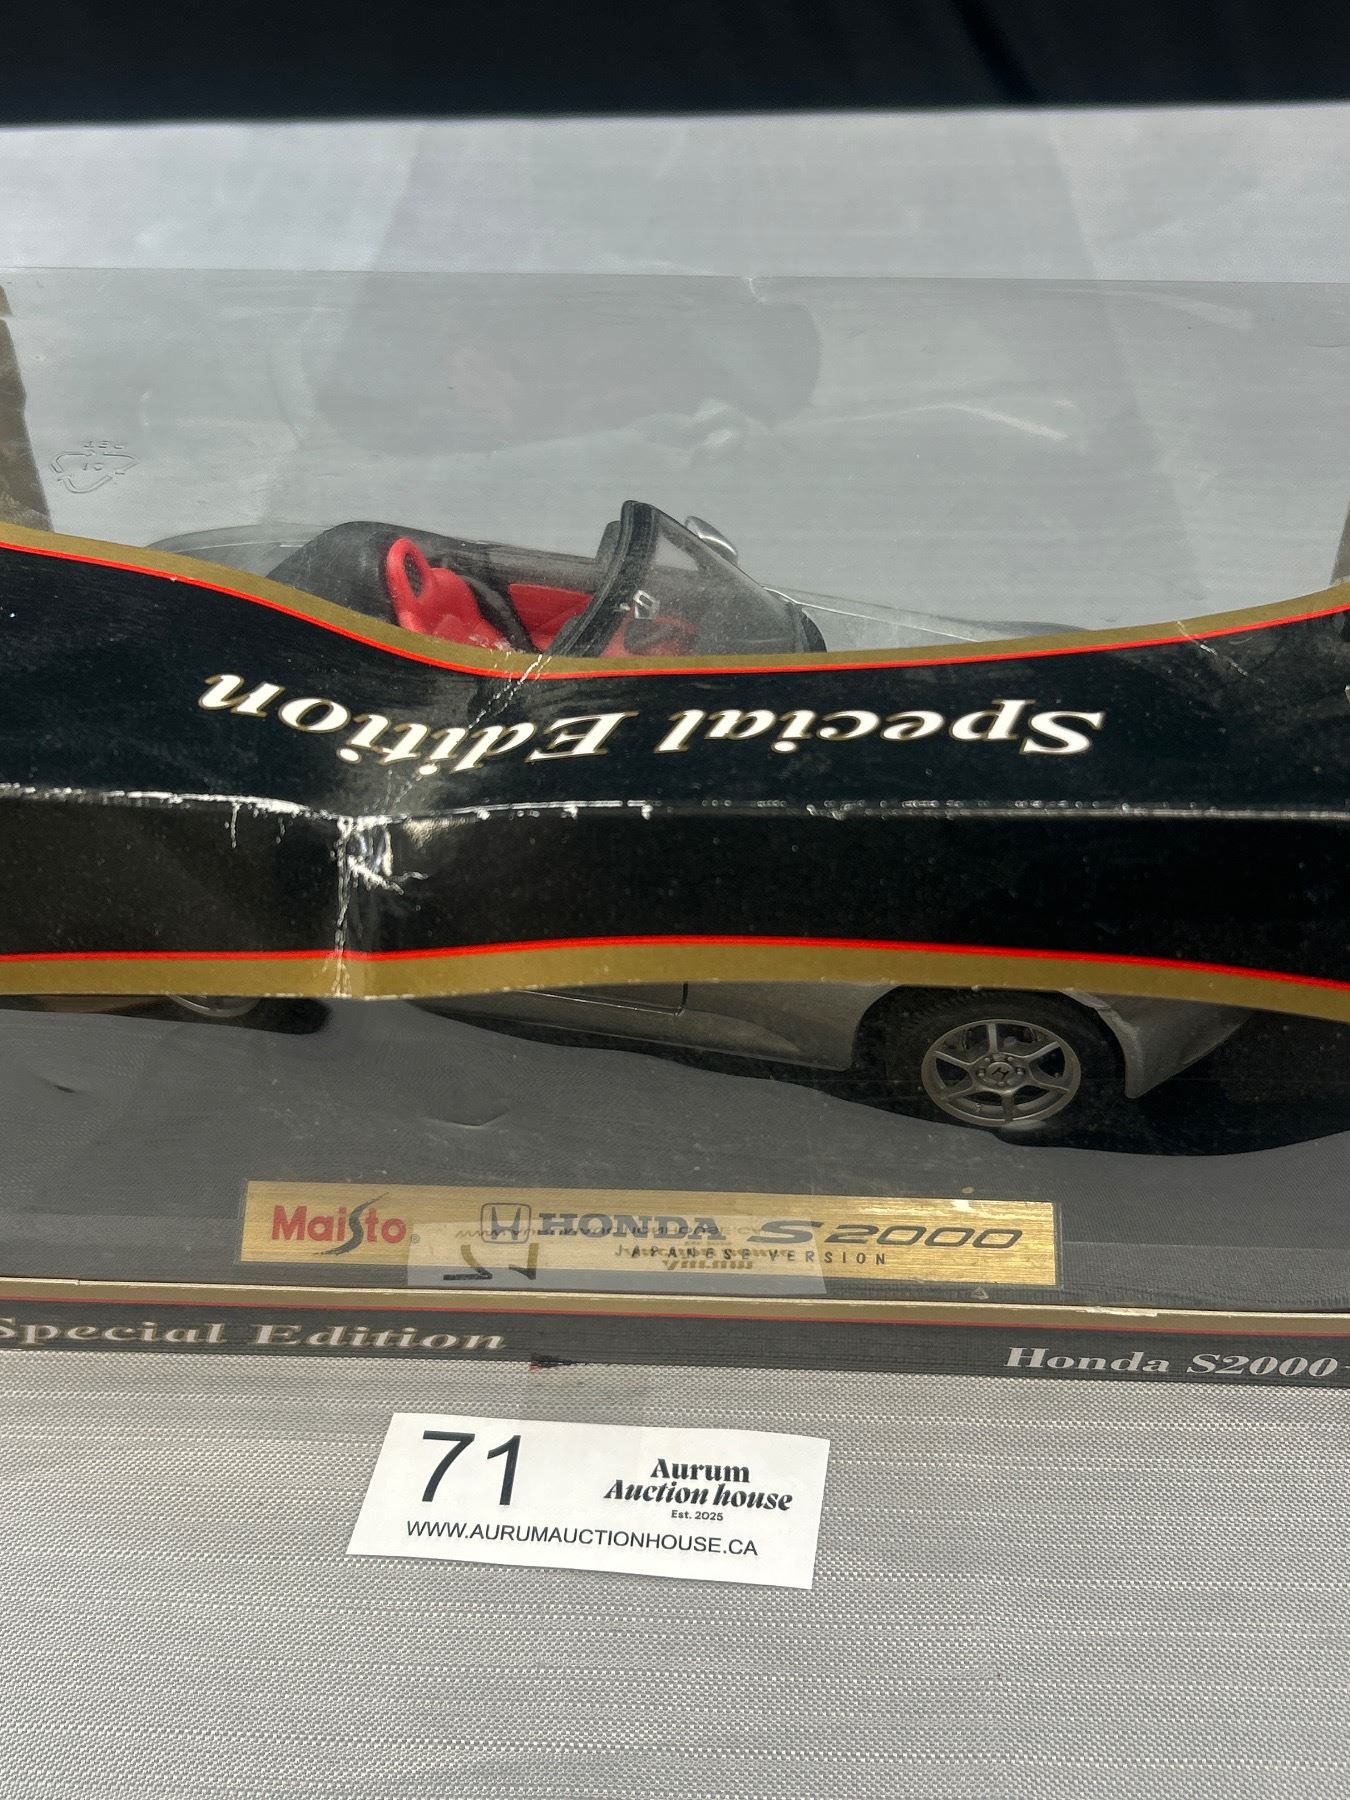 Special Edition
Maisto® HONDA S2000
JAPANESE VERSION
Special Edition
Honda S2000
71
Aurum
Auction house
Est. 2025
WWW.AURUMAUCTIONHOUSE.CA